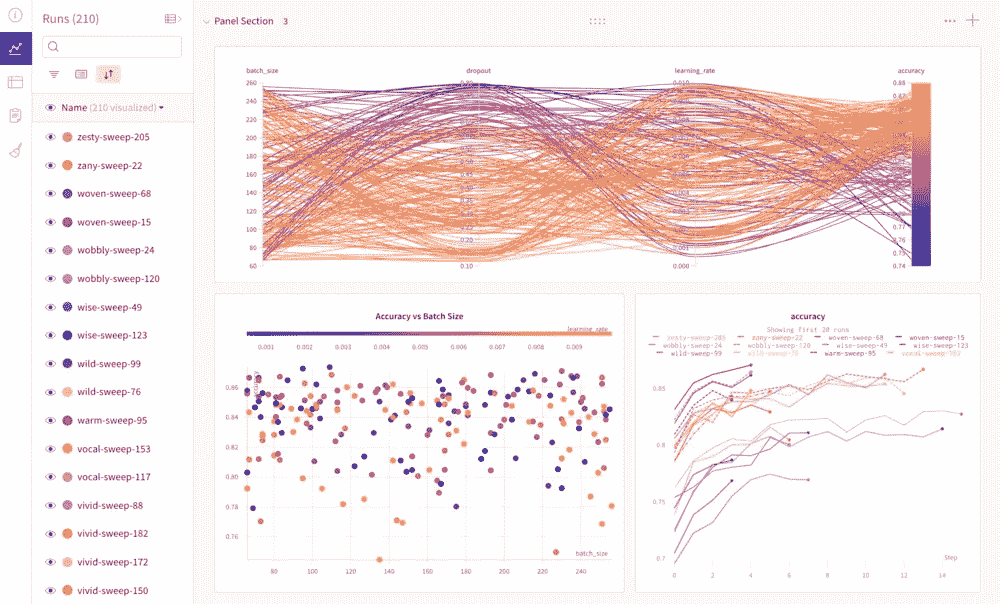 Runs (210)
Name (210 visualized)
zesty-sweep-205
zany-sweep-22
woven-sweep-68
woven-sweep-15
wobbly-sweep-24
wobbly-sweep-120
wise-sweep-49
wise-sweep-123
wild-sweep-99
wild-sweep-76
warm-sweep-95
vocal-sweep-153
vocal-sweep-117
vivid-sweep-88
vivid-sweep-182
vivid-sweep-172
vivid-sweep-150
Panel Section 3
batch_size dropout learning_rate accuracy
260
240
220
200
180
160
140
120
100
80
60
0.10
0.000
0.88
0.87
0.77
0.76
0.75
0.74
Accuracy vs Batch Size
learning_rate
0.001 0.002 0.003 0.004 0.005 0.006 0.007 0.008 0.009
0.86
0.84
0.82
0.80
0.78
0.76
batch_size
80 100 120 140 160 180 200 220 240
accuracy
Showing first 20 runs
zany-sweep-22 woven-sweep-68 woven-sweep-15
wobbly-sweep-24 wobbly-sweep-120 wise-sweep-49 wise-sweep-123
warm-sweep-95
0.85
0.8
0.75
0.7
Step
0 2 4 6 8 10 12 14